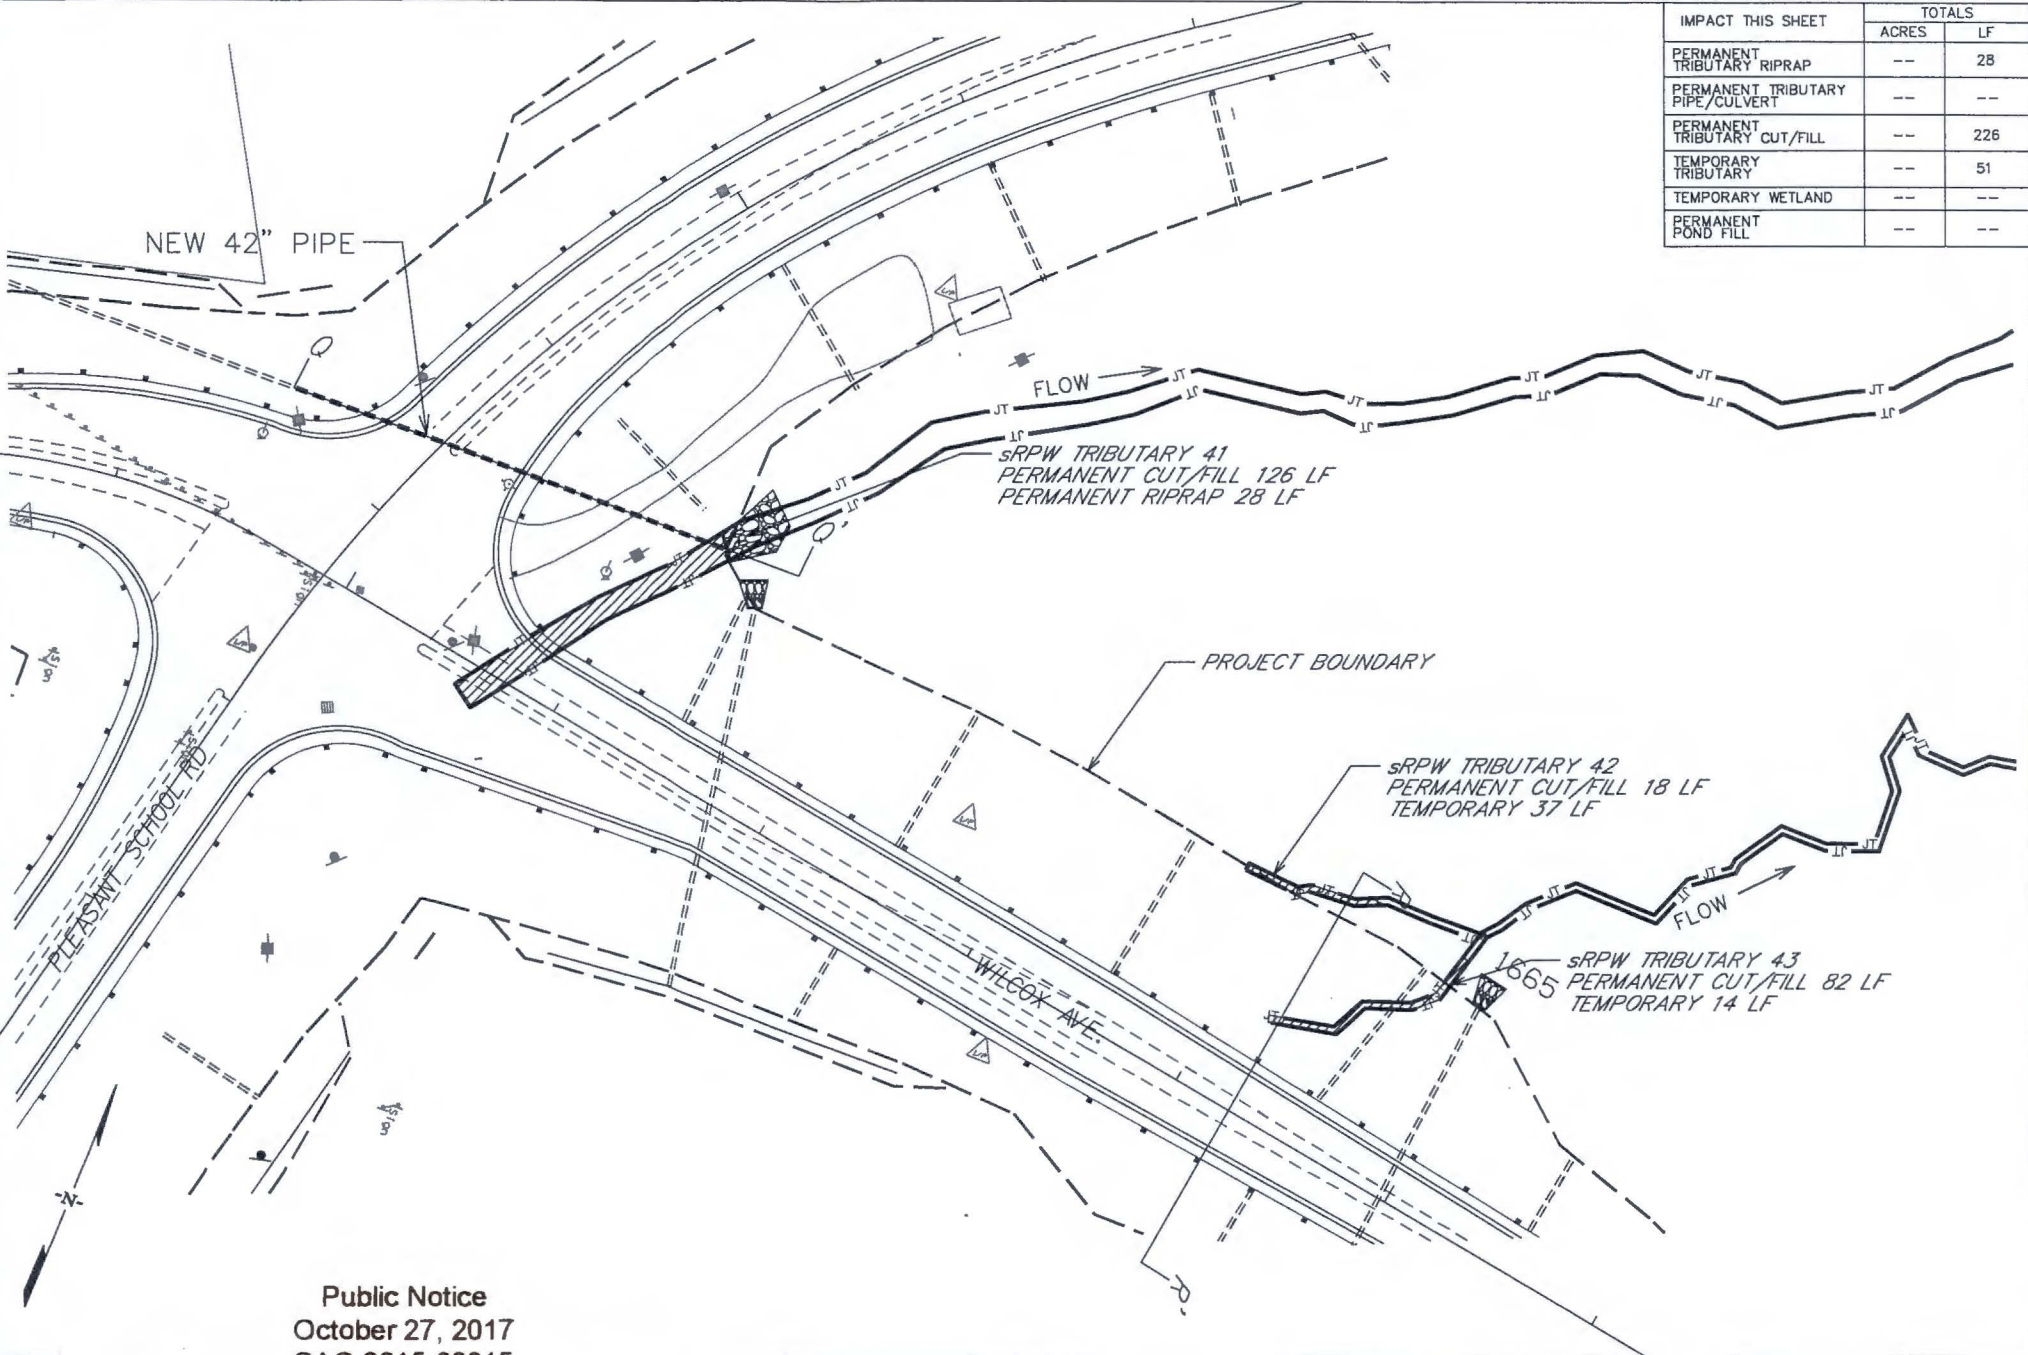 IMPACT THIS SHEET TOTALS
ACRES LF
PERMANENT
TRIBUTARY RIPRAP -- 28
PERMANENT TRIBUTARY
PIPE/CULVERT -- --
PERMANENT
TRIBUTARY CUT/FILL -- 226
TEMPORARY
TRIBUTARY -- 51
TEMPORARY WETLAND -- --
PERMANENT
POND FILL -- --
NEW 42" PIPE
Q
FLOW
sRPW TRIBUTARY 41
PERMANENT CUT/FILL 126 LF
PERMANENT RIPRAP 28 LF
Q'
PROJECT BOUNDARY
sRPW TRIBUTARY 42
PERMANENT CUT/FILL 18 LF
TEMPORARY 37 LF
PLEASANT SCHOOL RD
R
FLOW
WILCOX AVE.
1665
sRPW TRIBUTARY 43
PERMANENT CUT/FILL 82 LF
TEMPORARY 14 LF
R'
-N-
Public Notice
October 27, 2017